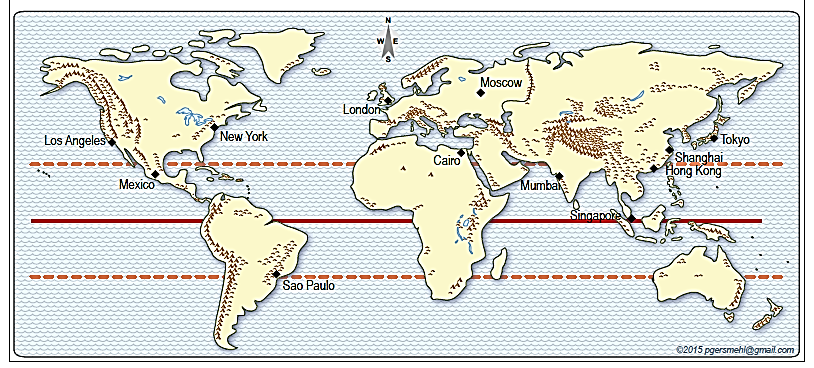 N
W E
S
Moscow
London
Los Angeles
New York
Tokyo
Cairo
Shanghai
Hong Kong
Mexico
Mumbai
Singapore
Sao Paulo
©2015 pgersmehl@gmail.com